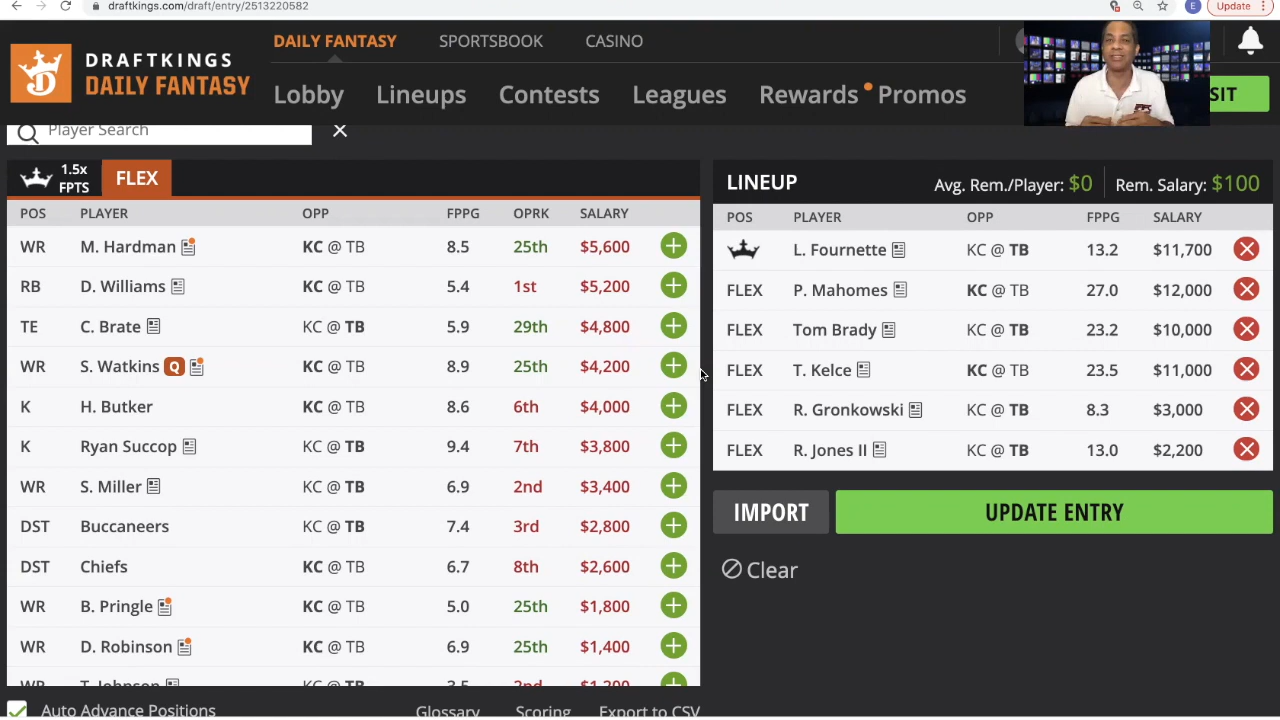 draftkings.com/draft/entry/2513220582
E
Update
DRAFTKINGS
DAILY FANTASY
DAILY FANTASY SPORTSBOOK CASINO
Lobby Lineups Contests Leagues Rewards Promos
SIT
Player Search
1.5x
FPTS
FLEX
POS PLAYER OPP FPPG OPRK SALARY
WR M. Hardman KC @ TB 8.5 25th $5,600
RB D. Williams KC @ TB 5.4 1st $5,200
TE C. Brate KC @ TB 5.9 29th $4,800
WR S. Watkins Q KC @ TB 8.9 25th $4,200
K H. Butker KC @ TB 8.6 6th $4,000
K Ryan Succop KC @ TB 9.4 7th $3,800
WR S. Miller KC @ TB 6.9 2nd $3,400
DST Buccaneers KC @ TB 7.4 3rd $2,800
DST Chiefs KC @ TB 6.7 8th $2,600
WR B. Pringle KC @ TB 5.0 25th $1,800
WR D. Robinson KC @ TB 6.9 25th $1,400
WR T. Johnson KC @ TB 3.5 2nd $1,200
Auto Advance Positions Glossary Scoring Export to CSV
LINEUP Avg. Rem./Player: $0 Rem. Salary: $100
POS PLAYER OPP FPPG SALARY
L. Fournette KC @ TB 13.2 $11,700
FLEX P. Mahomes KC @ TB 27.0 $12,000
FLEX Tom Brady KC @ TB 23.2 $10,000
FLEX T. Kelce KC @ TB 23.5 $11,000
FLEX R. Gronkowski KC @ TB 8.3 $3,000
FLEX R. Jones II KC @ TB 13.0 $2,200
IMPORT UPDATE ENTRY
Clear